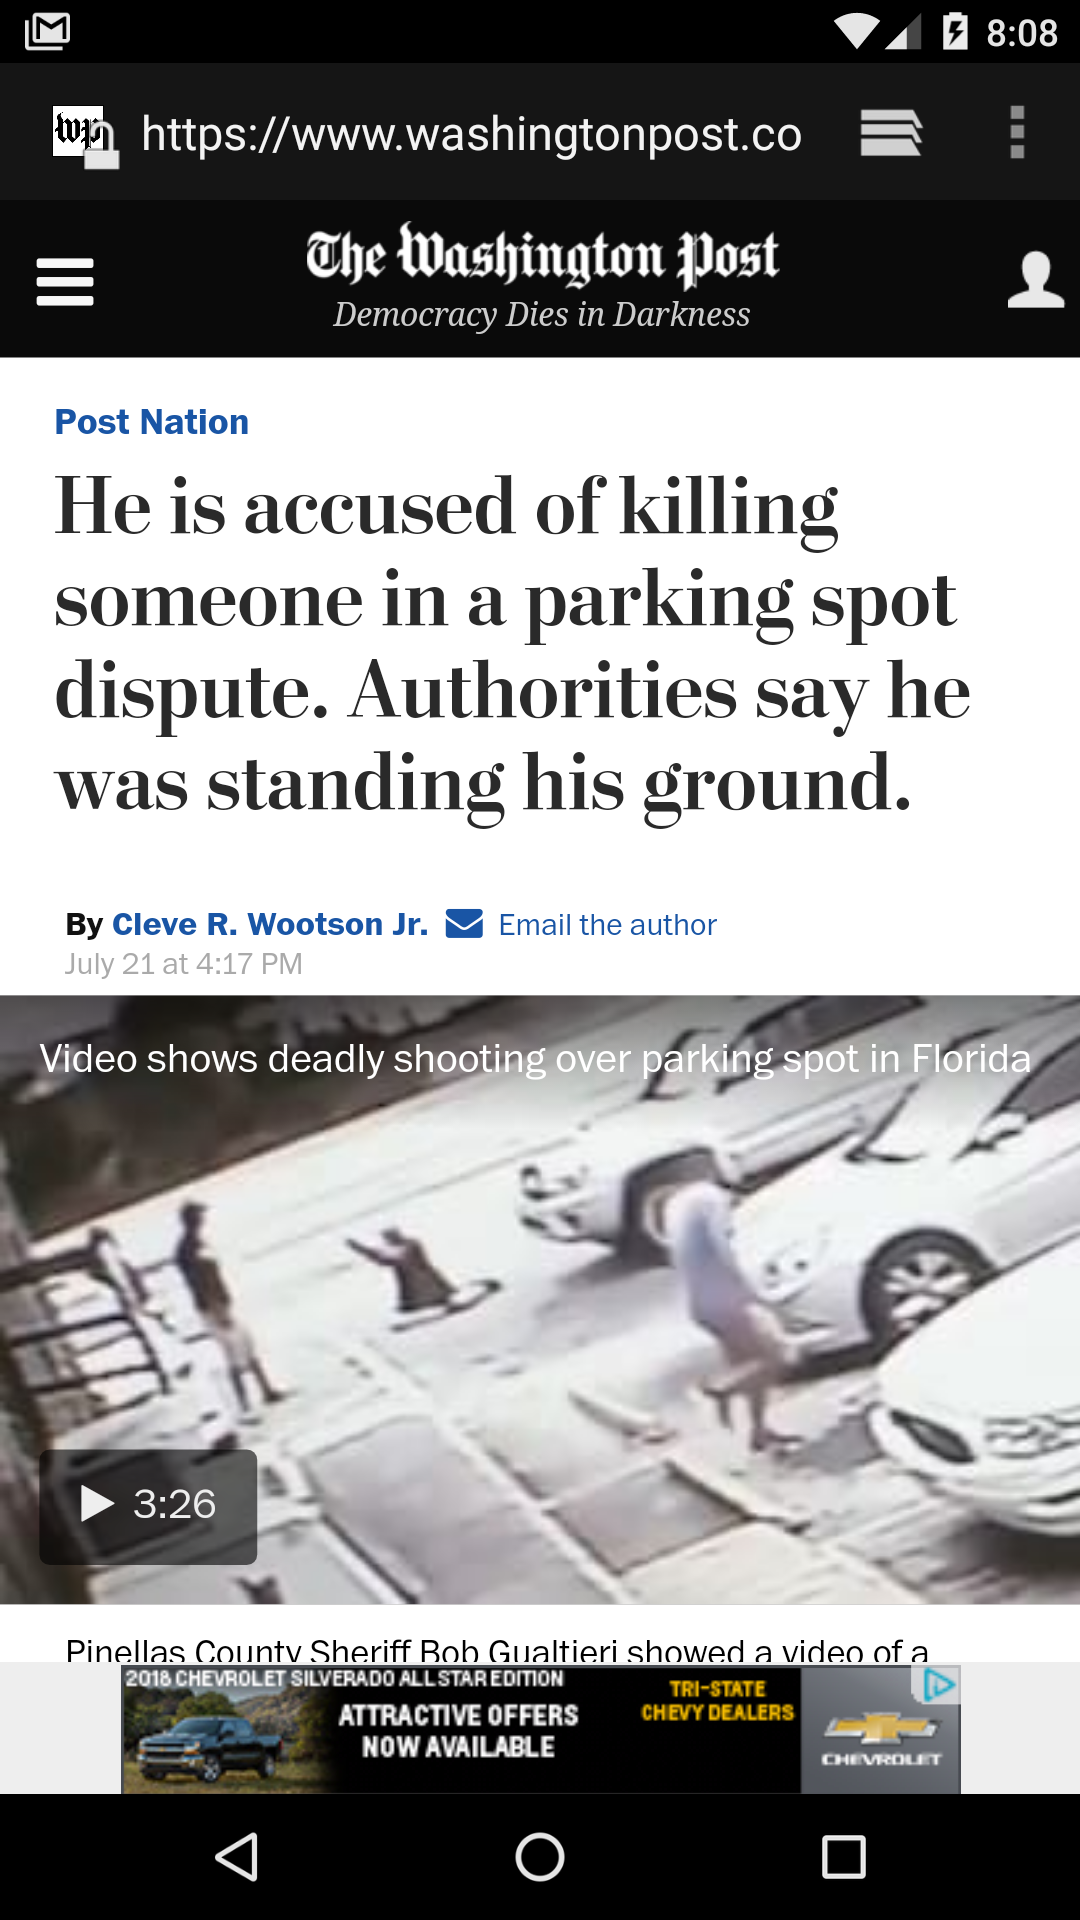 8:08
wp https://www.washingtonpost.co
The Washington Post
Democracy Dies in Darkness
Post Nation
He is accused of killing
someone in a parking spot
dispute. Authorities say he
was standing his ground.
By Cleve R. Wootson Jr. Email the author
July 21 at 4:17 PM
Video shows deadly shooting over parking spot in Florida
3:26
Pinellas County Sheriff Bob Gualtieri showed a video of a
2018 CHEVROLET SILVERADO ALL STAR EDITION
ATTRACTIVE OFFERS
NOW AVAILABLE
TRI-STATE
CHEVY DEALERS
CHEVROLET